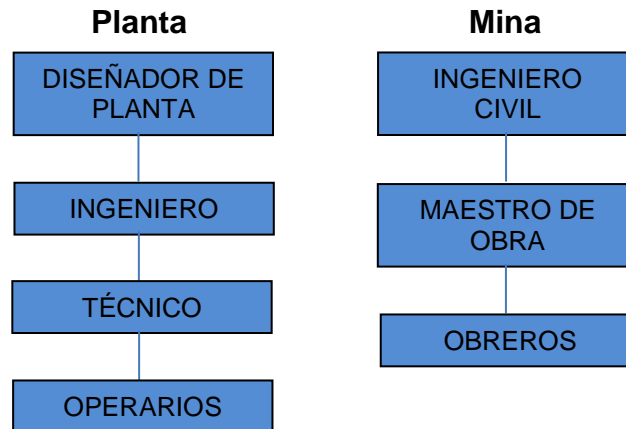 Planta
DISEÑADOR DE
PLANTA
INGENIERO
TÉCNICO
OPERARIOS
Mina
INGENIERO
CIVIL
MAESTRO DE
OBRA
OBREROS